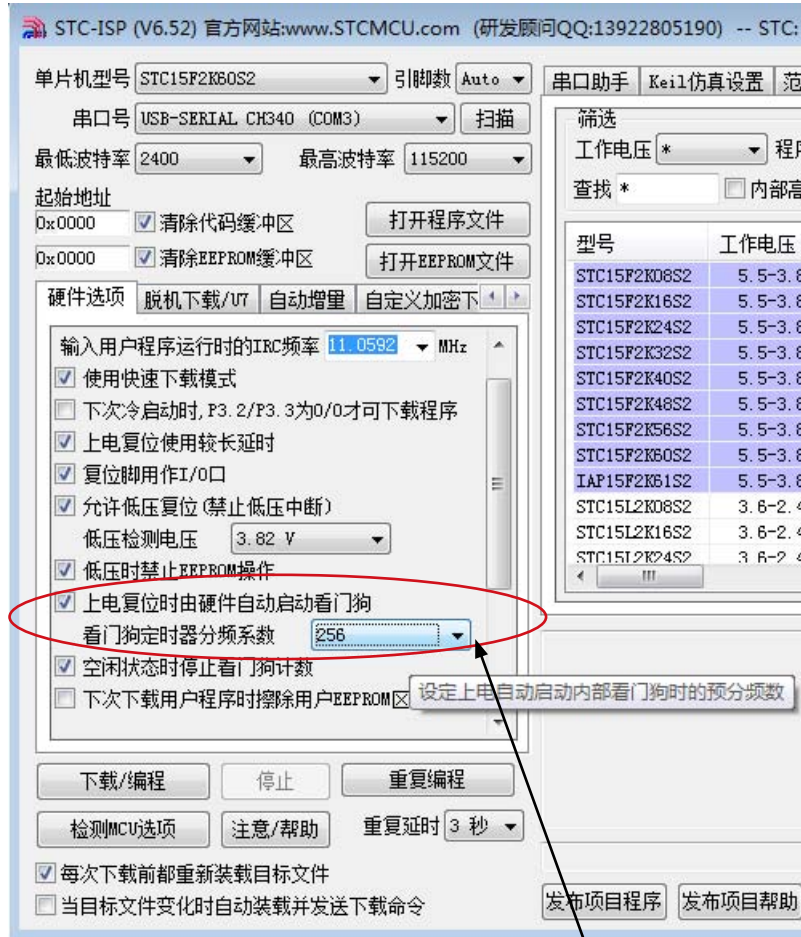 STC-ISP (V6.52) 官方网站:www.STCMCU.com (研发顾问QQ:13922805190) -- STC:
单片机型号 STC15F2K60S2 引脚数 Auto
串口号 USB-SERIAL CH340 (COM3) 扫描
最低波特率 2400 最高波特率 115200
起始地址
0x0000 清除代码缓冲区 打开程序文件
0x0000 清除EEPROM缓冲区 打开EEPROM文件
硬件选项 脱机下载/U7 自动增量 自定义加密下
输入用户程序运行时的IRC频率 11.0592 MHz
使用快速下载模式
下次冷启动时,P3.2/P3.3为0/0才可下载程序
上电复位使用较长延时
复位脚用作I/O口
允许低压复位(禁止低压中断)
低压检测电压 3.82 V
低压时禁止EEPROM操作
上电复位时由硬件自动启动看门狗
看门狗定时器分频系数 256
空闲状态时停止看门狗计数
下次下载用户程序时擦除用户EEPROM区
设定上电自动启动内部看门狗时的预分频数
下载/编程 停止 重复编程
检测MCU选项 注意/帮助 重复延时 3 秒
每次下载前都重新装载目标文件
当目标文件变化时自动装载并发送下载命令
串口助手 Keil仿真设置 范
筛选
工作电压 * 程序
查找 * 内部高
型号 工作电压
STC15F2K08S2 5.5-3.8
STC15F2K16S2 5.5-3.8
STC15F2K24S2 5.5-3.8
STC15F2K32S2 5.5-3.8
STC15F2K40S2 5.5-3.8
STC15F2K48S2 5.5-3.8
STC15F2K56S2 5.5-3.8
STC15F2K60S2 5.5-3.8
IAP15F2K61S2 5.5-3.8
STC15L2K08S2 3.6-2.4
STC15L2K16S2 3.6-2.4
STC15L2K24S2 3.6-2.4
发布项目程序 发布项目帮助